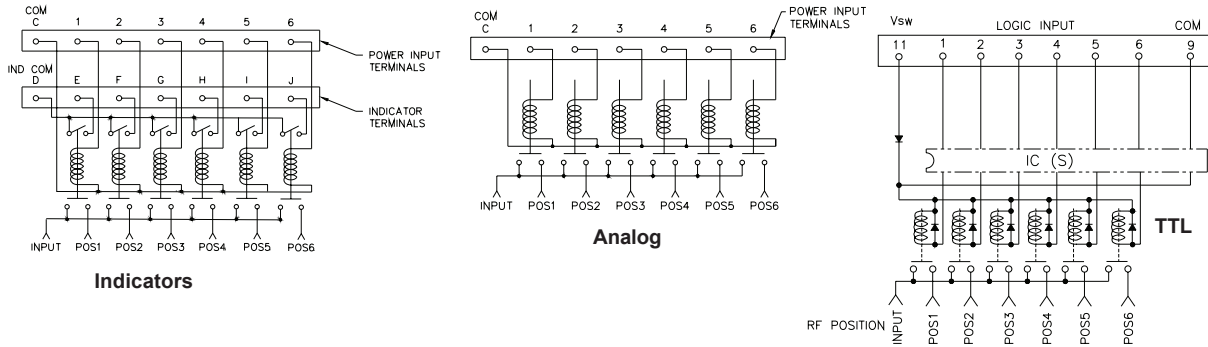 COM
C 1 2 3 4 5 6
POWER INPUT
TERMINALS
IND COM
D E F G H I J
INDICATOR
TERMINALS
INPUT POS1 POS2 POS3 POS4 POS5 POS6
Indicators
POWER INPUT
TERMINALS
COM
C 1 2 3 4 5 6
INPUT POS1 POS2 POS3 POS4 POS5 POS6
Analog
Vsw LOGIC INPUT COM
11 1 2 3 4 5 6 9
IC (S)
TTL
RF POSITION INPUT POS1 POS2 POS3 POS4 POS5 POS6